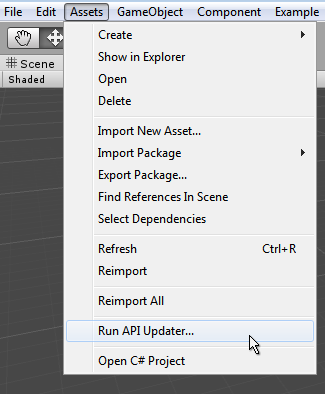 File Edit Assets GameObject Component Example
Create
Show in Explorer
Open
Delete
Import New Asset...
Import Package
Export Package...
Find References In Scene
Select Dependencies
Refresh Ctrl+R
Reimport
Reimport All
Run API Updater...
Open C# Project
Scene
Shaded